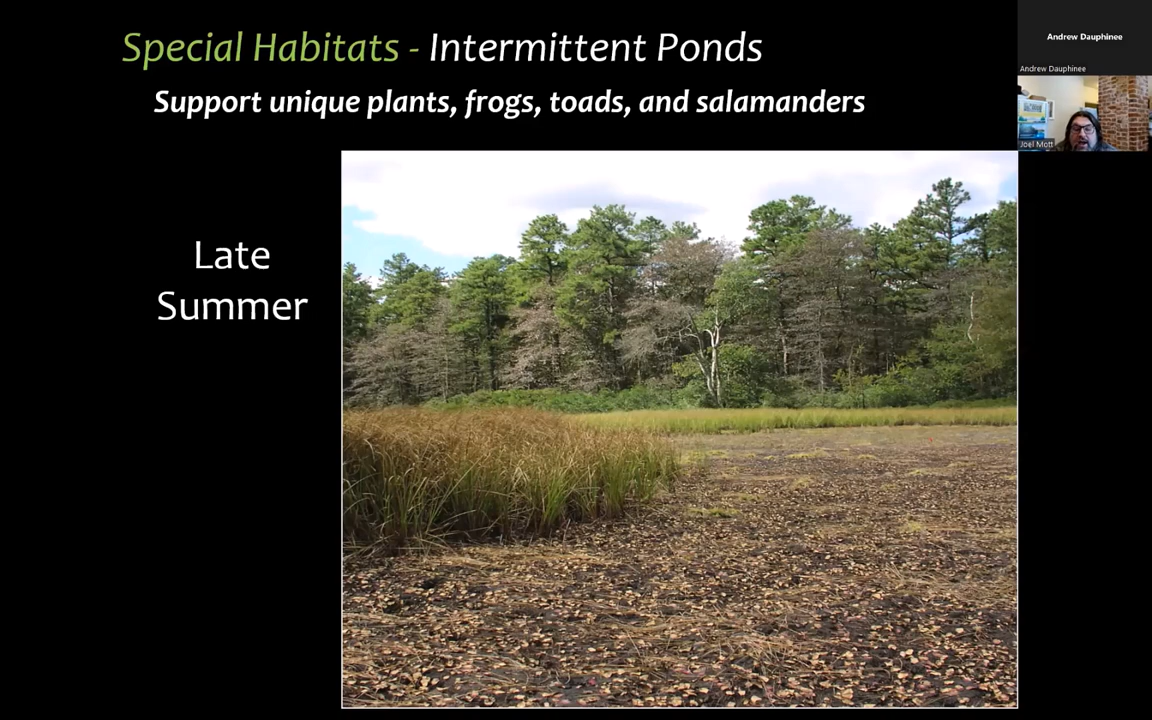 Special Habitats - Intermittent Ponds
Support unique plants, frogs, toads, and salamanders
Late
Summer
Andrew Dauphinee
Andrew Dauphinee
Joel Mott